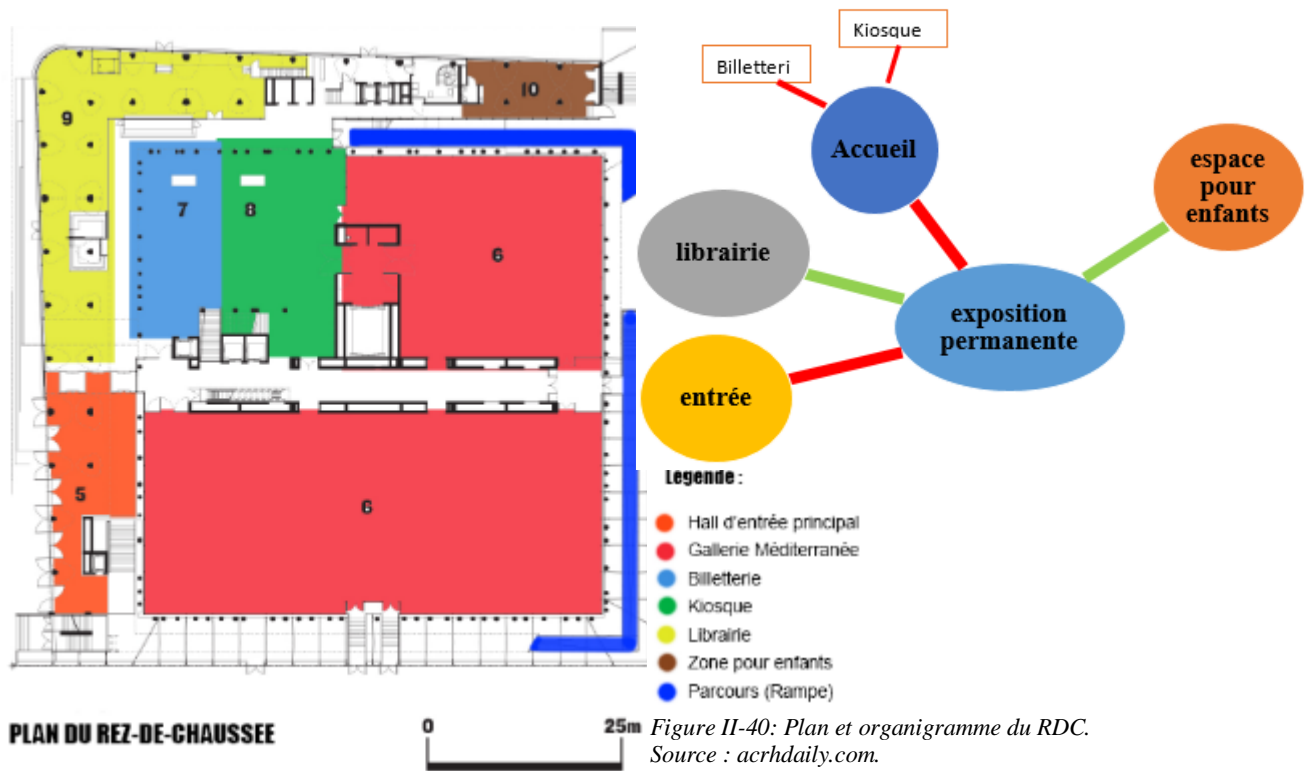 9
10
7
8
6
5
6
PLAN DU REZ-DE-CHAUSSEE
0
25m
Kiosque
Billetteri
Accueil
espace
pour
enfants
librairie
exposition
permanente
entrée
Légende :
Hall d'entrée principal
Gallerie Méditerranée
Billetterie
Kiosque
Librairie
Zone pour enfants
Parcours (Rampe)
Figure II-40: Plan et organigramme du RDC.
Source : acrhdaily.com.